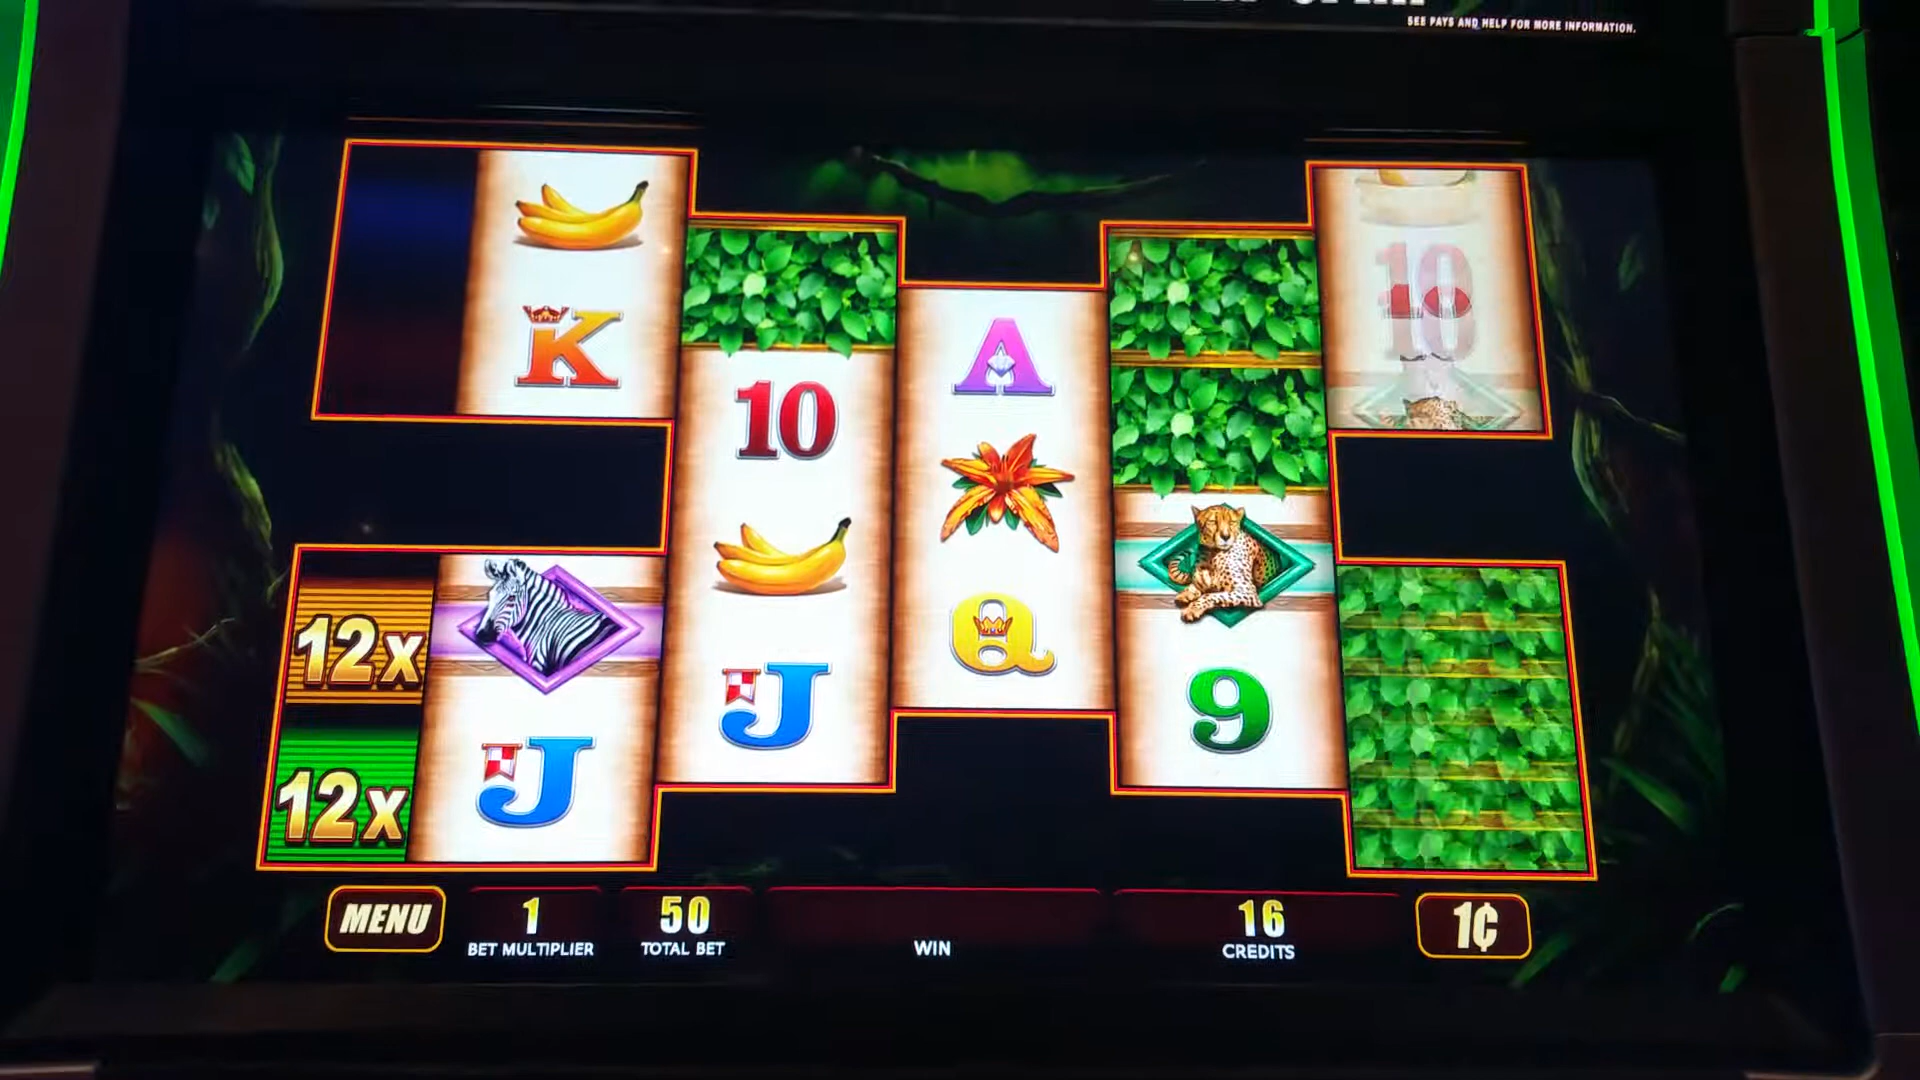 SEE PAYS AND HELP FOR MORE INFORMATION.
K
10
A
10
10
12x
Q
J
9
12x
J
MENU
1
BET MULTIPLIER
50
TOTAL BET
WIN
16
CREDITS
1¢